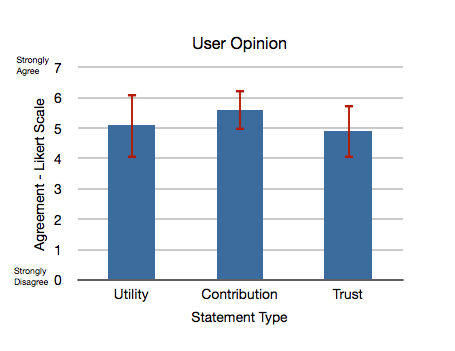 User Opinion
Strongly
Agree
7
6
5
4
3
2
1
0
Strongly
Disagree
Agreement - Likert Scale
Utility
Contribution
Trust
Statement Type